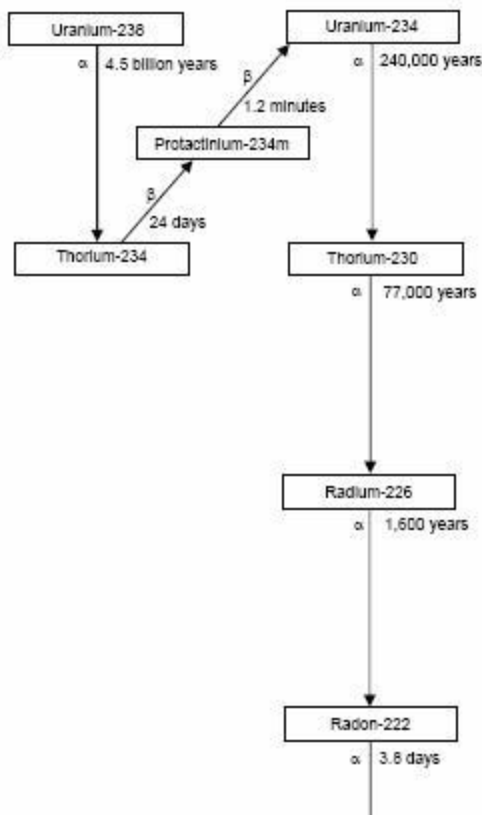 Uranium-238
α 4.5 billion years
Uranium-234
α 240,000 years
β
1.2 minutes
Protactinium-234m
β
24 days
Thorium-234
Thorium-230
α 77,000 years
Radium-226
α 1,600 years
Radon-222
α 3.8 days